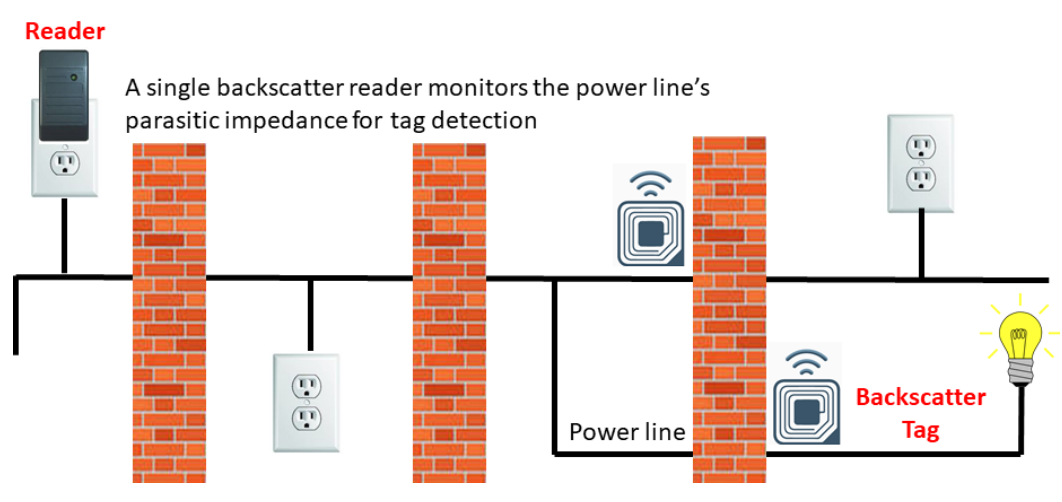 Reader
A single backscatter reader monitors the power line’s
parasitic impedance for tag detection
Backscatter
Tag
Power line